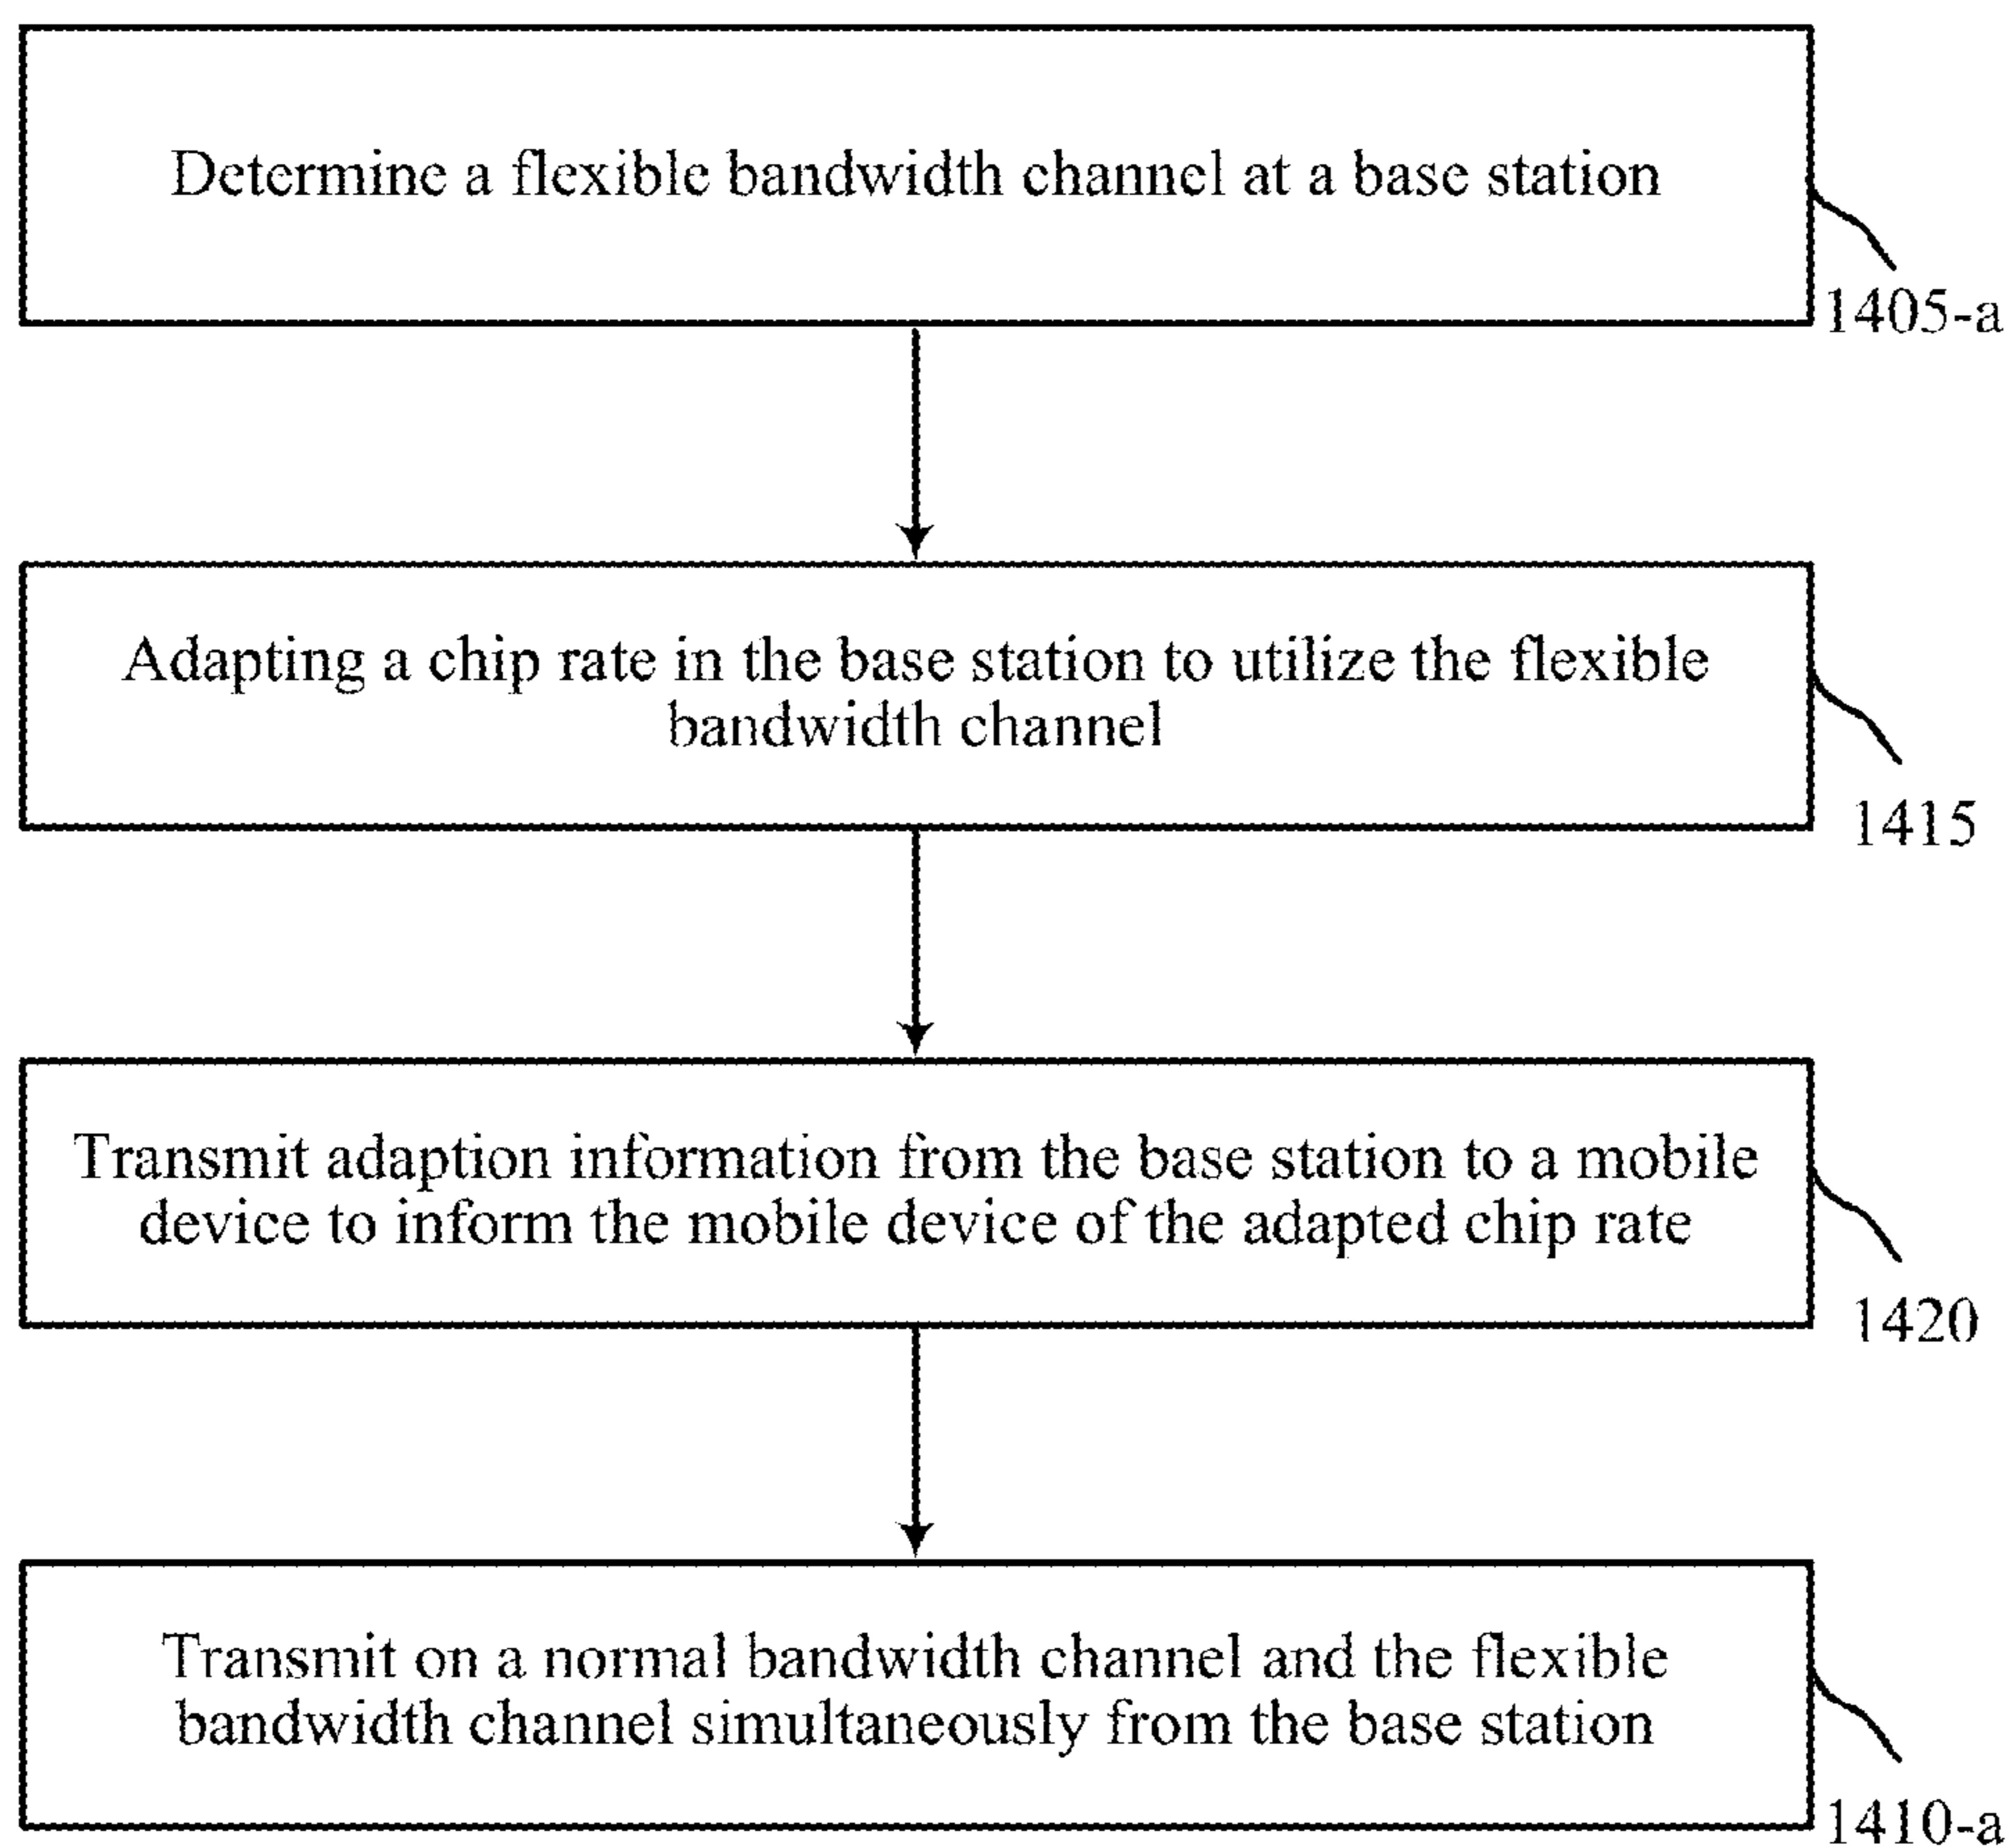 Determine a flexible bandwidth channel at a base station
1405-a
Adapting a chip rate in the base station to utilize the flexible
bandwidth channel
1415
Transmit adaption information from the base station to a mobile
device to inform the mobile device of the adapted chip rate
1420
Transmit on a normal bandwidth channel and the flexible
bandwidth channel simultaneously from the base station
1410-a